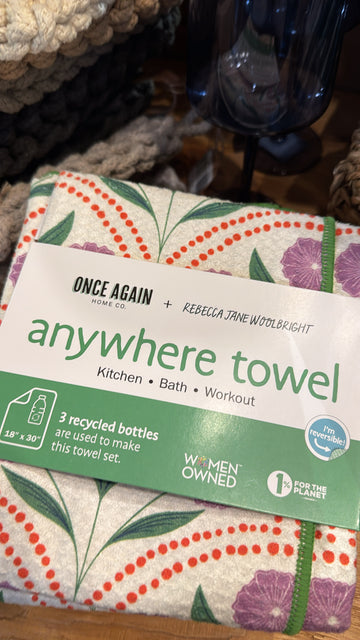 ONCE AGAIN
HOME CO.
+ REBECCA JANE WOOLBRIGHT
anywhere towel
Kitchen • Bath • Workout
18" x 30"
3 recycled bottles
are used to make
this towel set.
WOMEN
OWNED
1% FOR THE
PLANET
I'm
reversible!